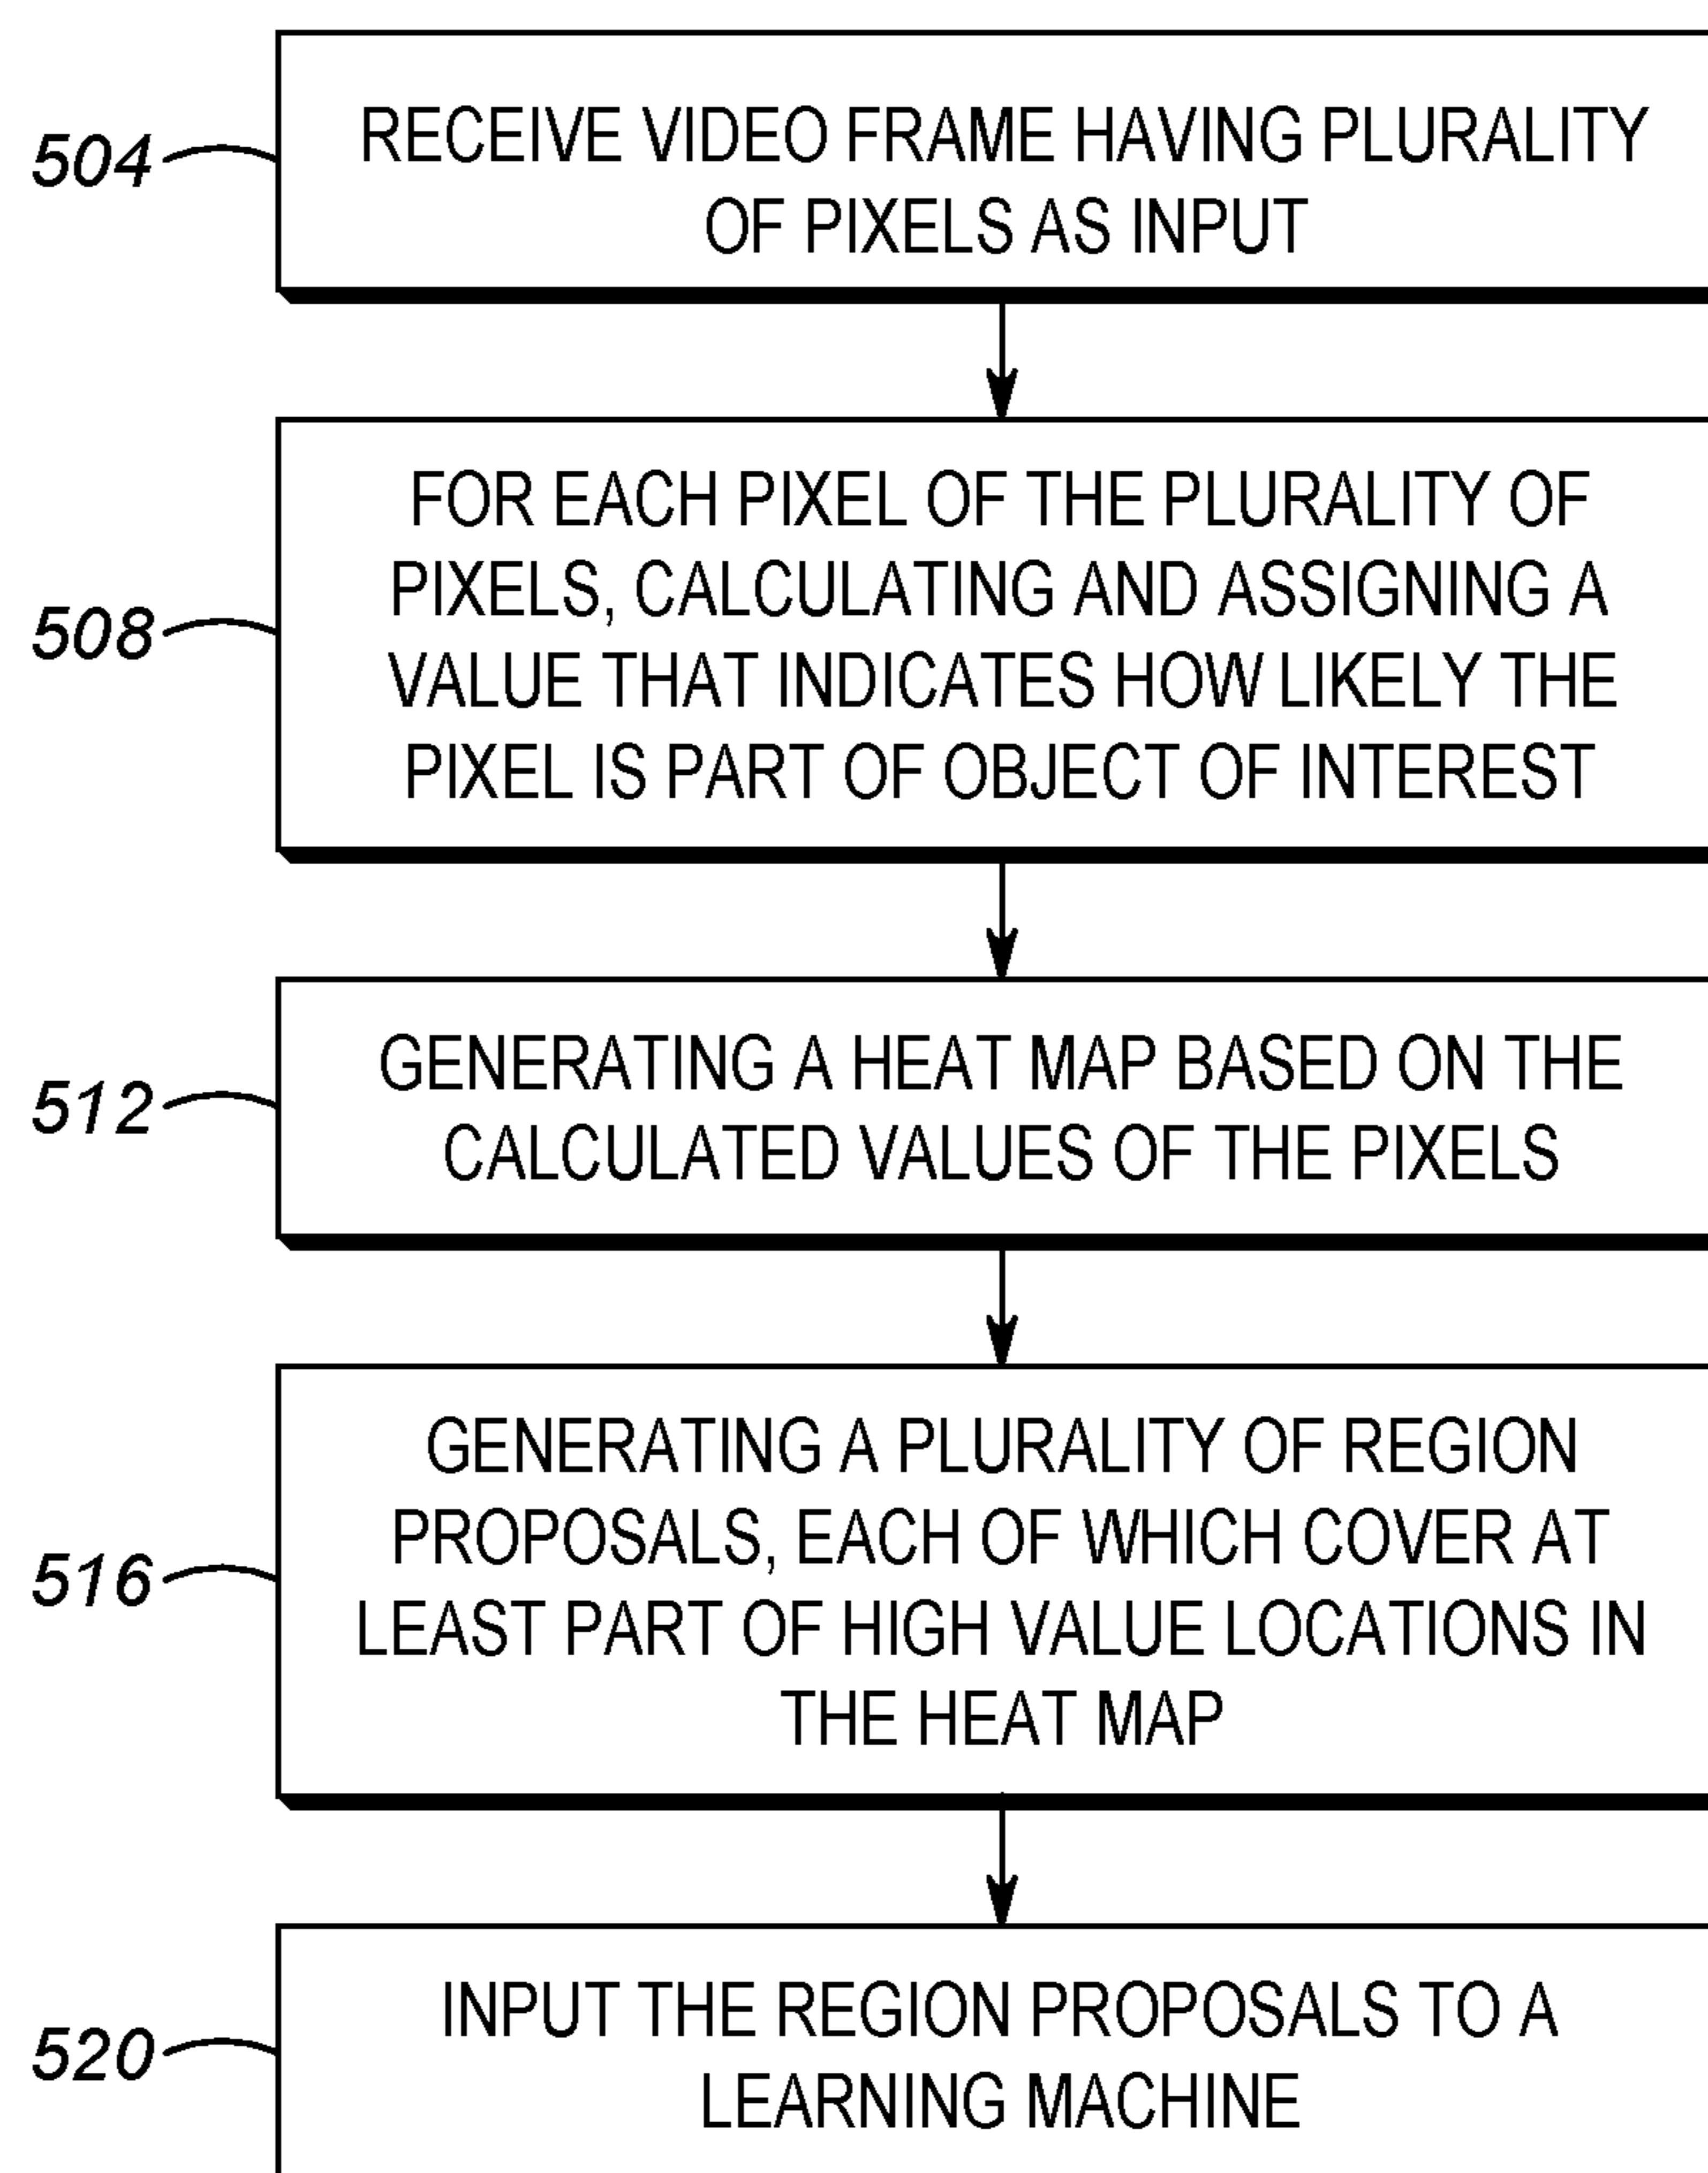 504
RECEIVE VIDEO FRAME HAVING PLURALITY
OF PIXELS AS INPUT
508
FOR EACH PIXEL OF THE PLURALITY OF
PIXELS, CALCULATING AND ASSIGNING A
VALUE THAT INDICATES HOW LIKELY THE
PIXEL IS PART OF OBJECT OF INTEREST
512
GENERATING A HEAT MAP BASED ON THE
CALCULATED VALUES OF THE PIXELS
516
GENERATING A PLURALITY OF REGION
PROPOSALS, EACH OF WHICH COVER AT
LEAST PART OF HIGH VALUE LOCATIONS IN
THE HEAT MAP
520
INPUT THE REGION PROPOSALS TO A
LEARNING MACHINE